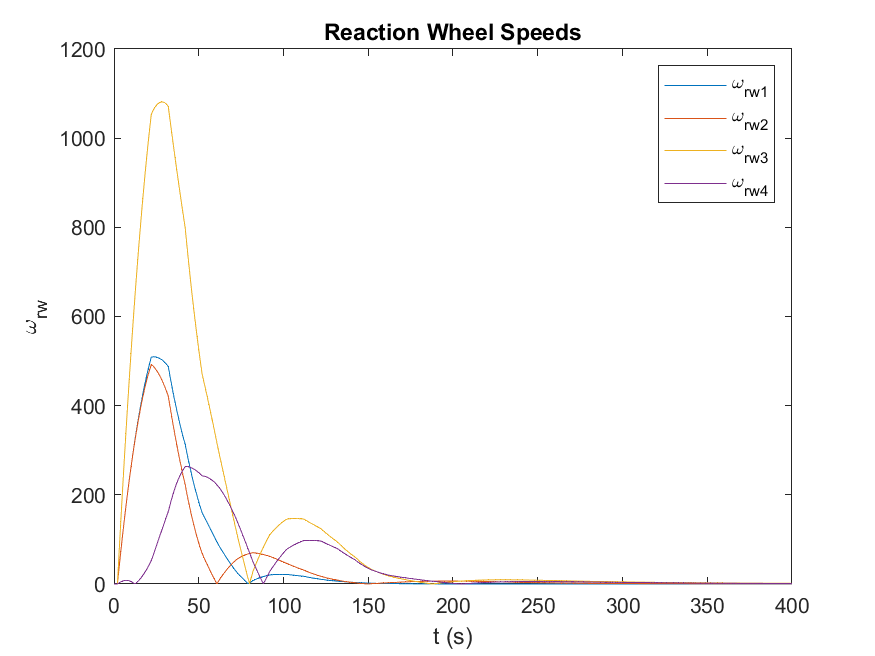 Reaction Wheel Speeds
1200
1000
800
600
400
200
0
ω_rw
ω_rw1
ω_rw2
ω_rw3
ω_rw4
0 50 100 150 200 250 300 350 400
t (s)